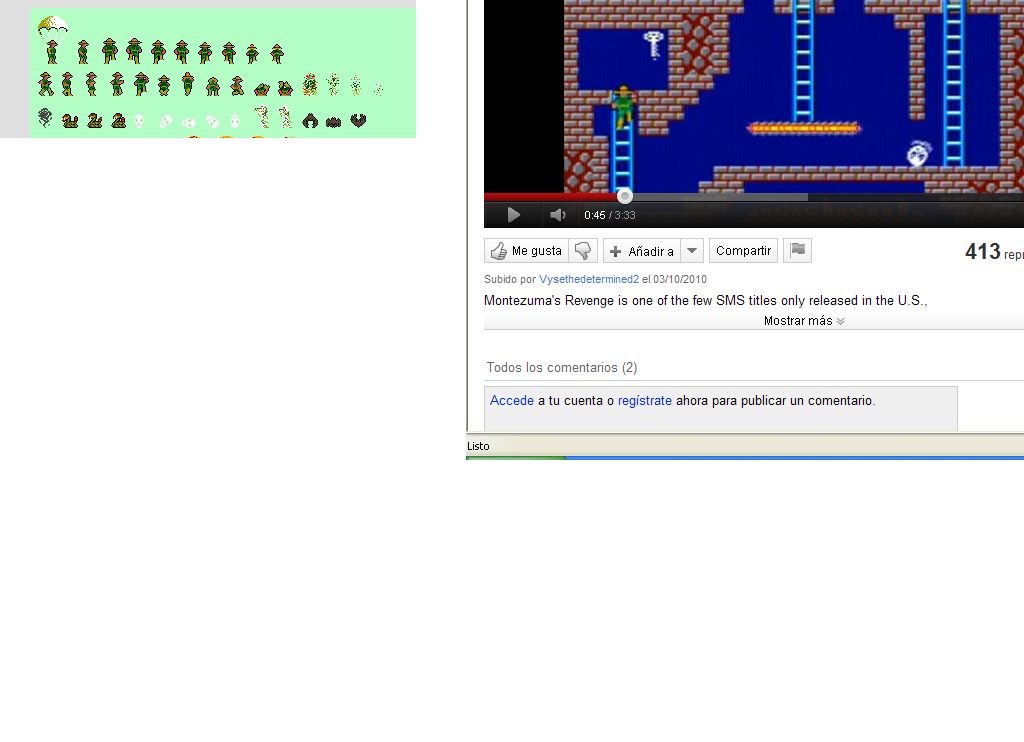 0:45 / 3:33
Me gusta
Añadir a
Compartir
413 repr
Subido por Vysethedetermined2 el 03/10/2010
Montezuma's Revenge is one of the few SMS titles only released in the U.S.,
Mostrar más
Todos los comentarios (2)
Accede a tu cuenta o regístrate ahora para publicar un comentario.
Listo